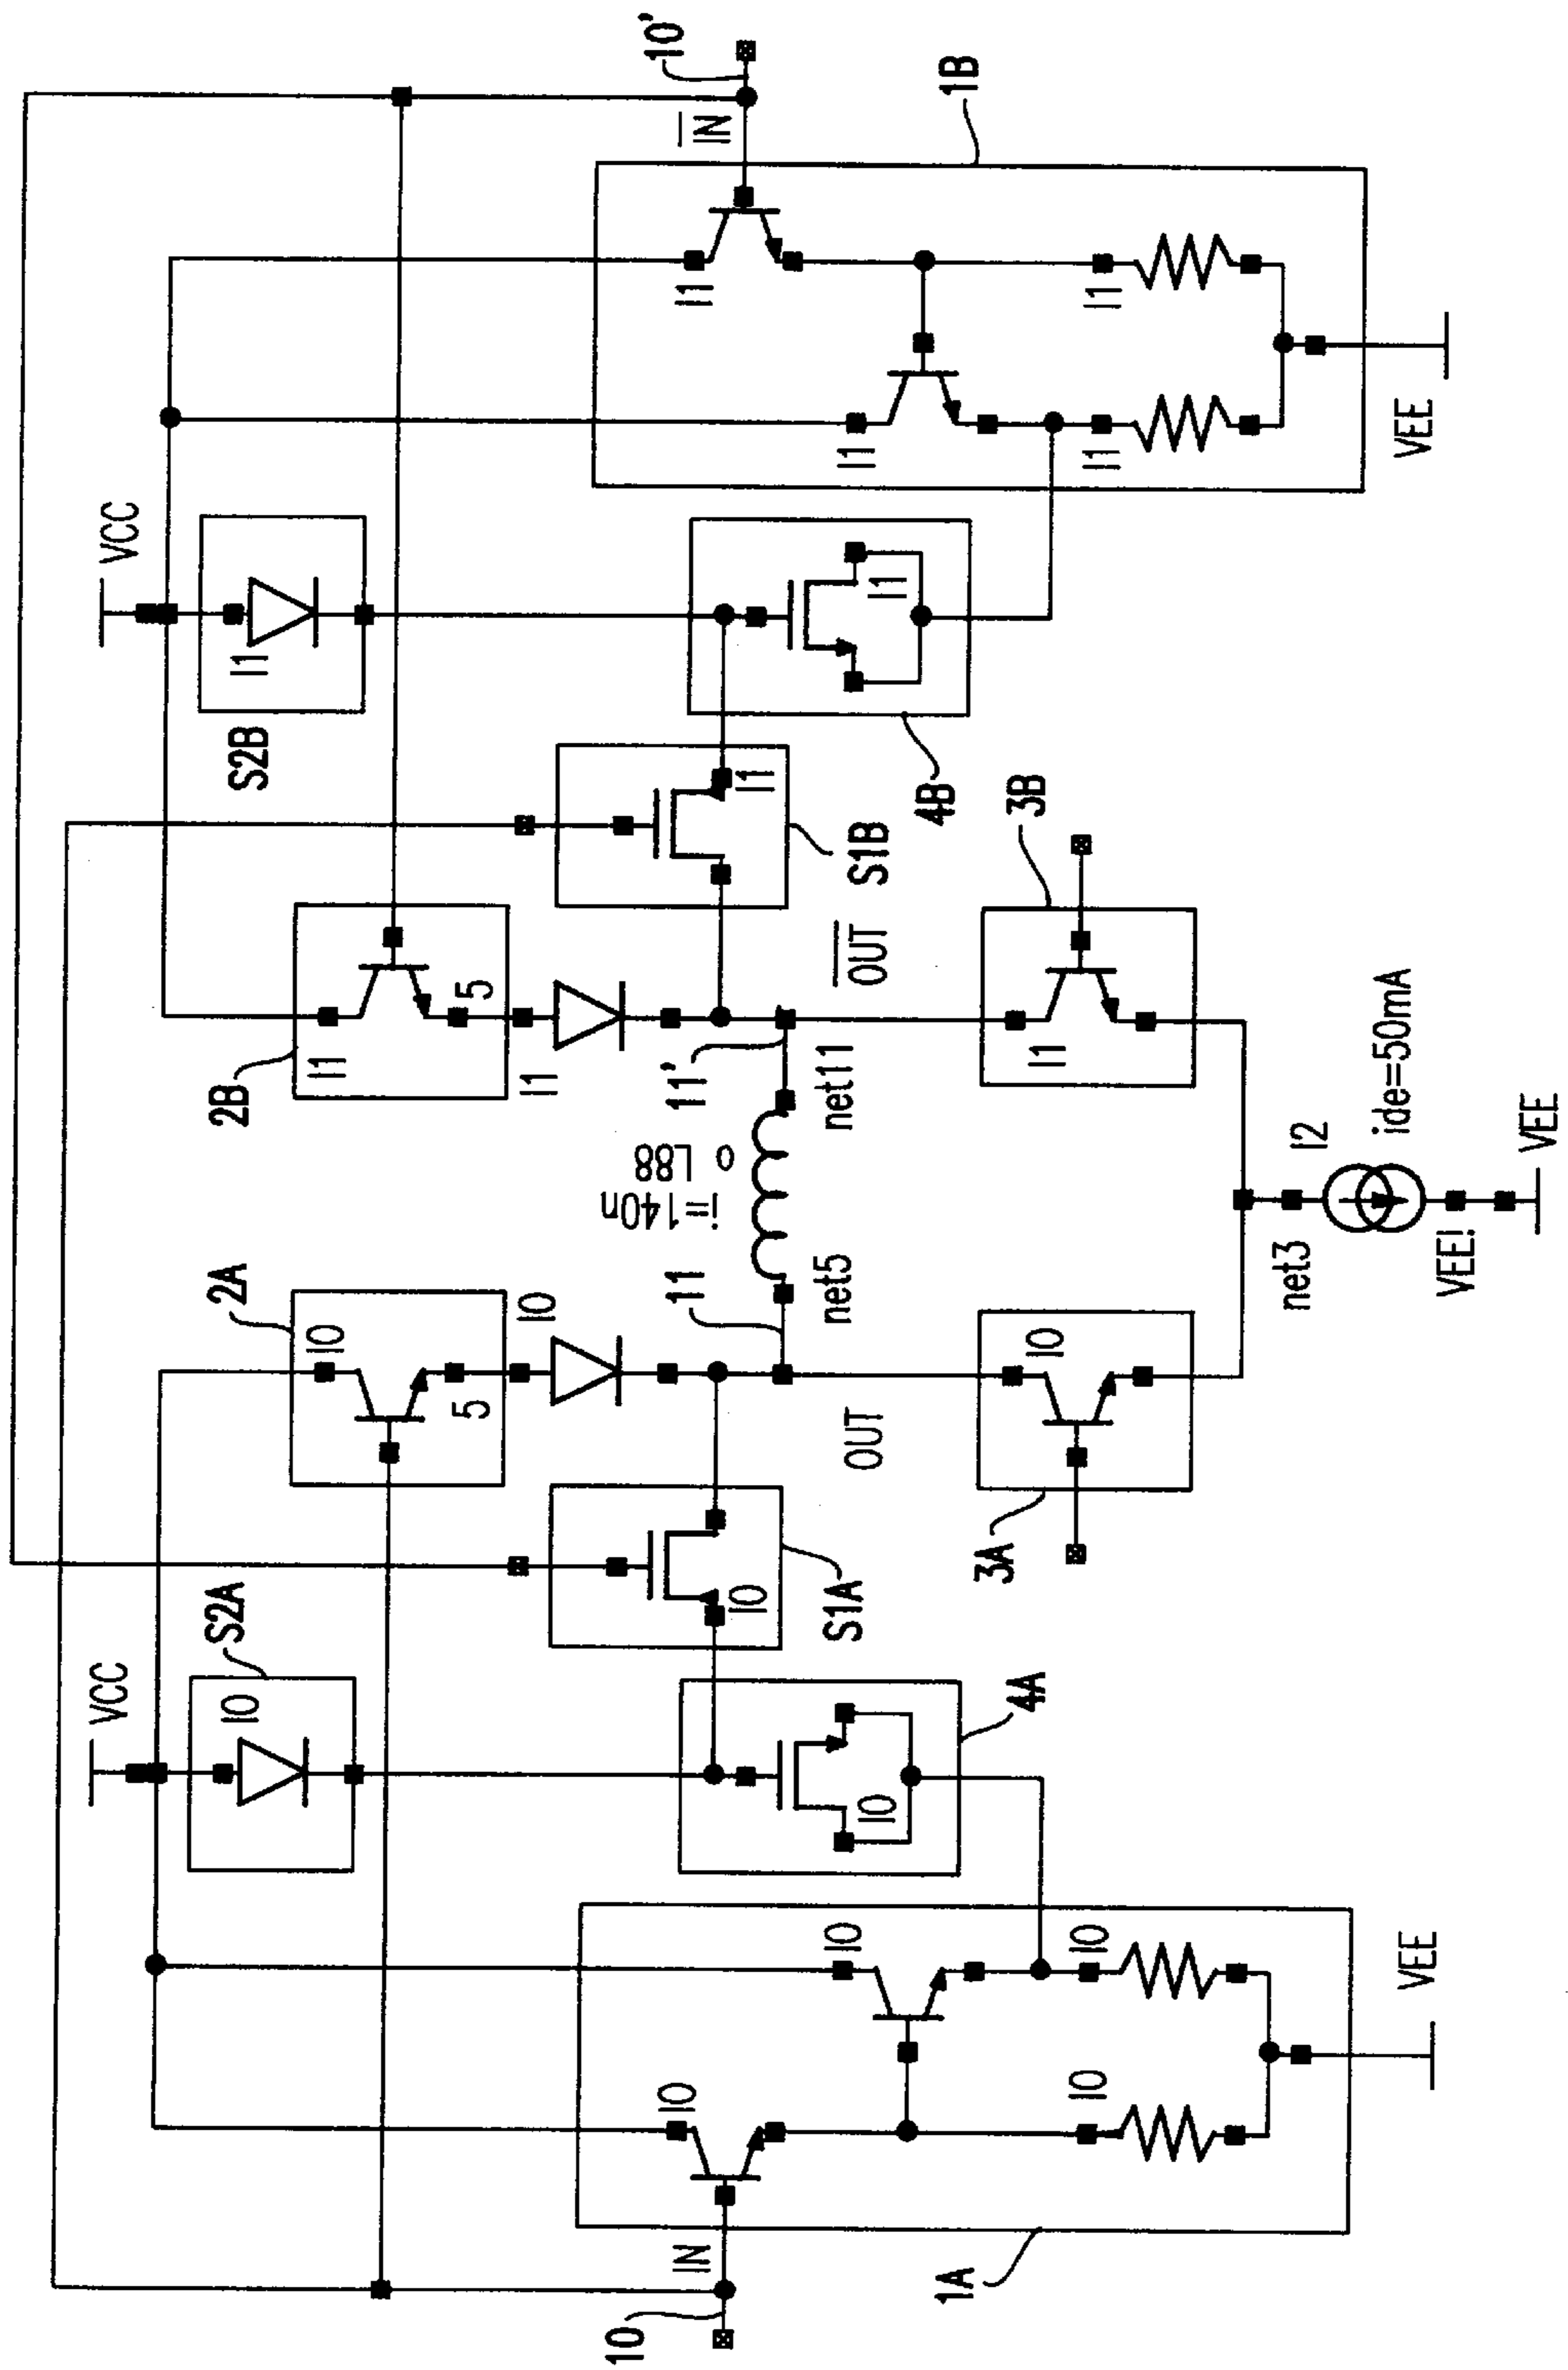 VCC
VCC
S2A
I0
2A
2B
S2B
I1
I0
I1
5
I0
5
I1
10
i=140n
L88
0
10'
IN
I0
11
11'
I1
IN
I0
I1
S1A
net5
net11
S1B
I0
OUT
OUT
I1
I0
I1
1A
4B
1B
3A
4A
3B
I0
I1
I0
I0
I1
I1
net3
I2
ide=50mA
VEE
VEE
VEE!
VEE